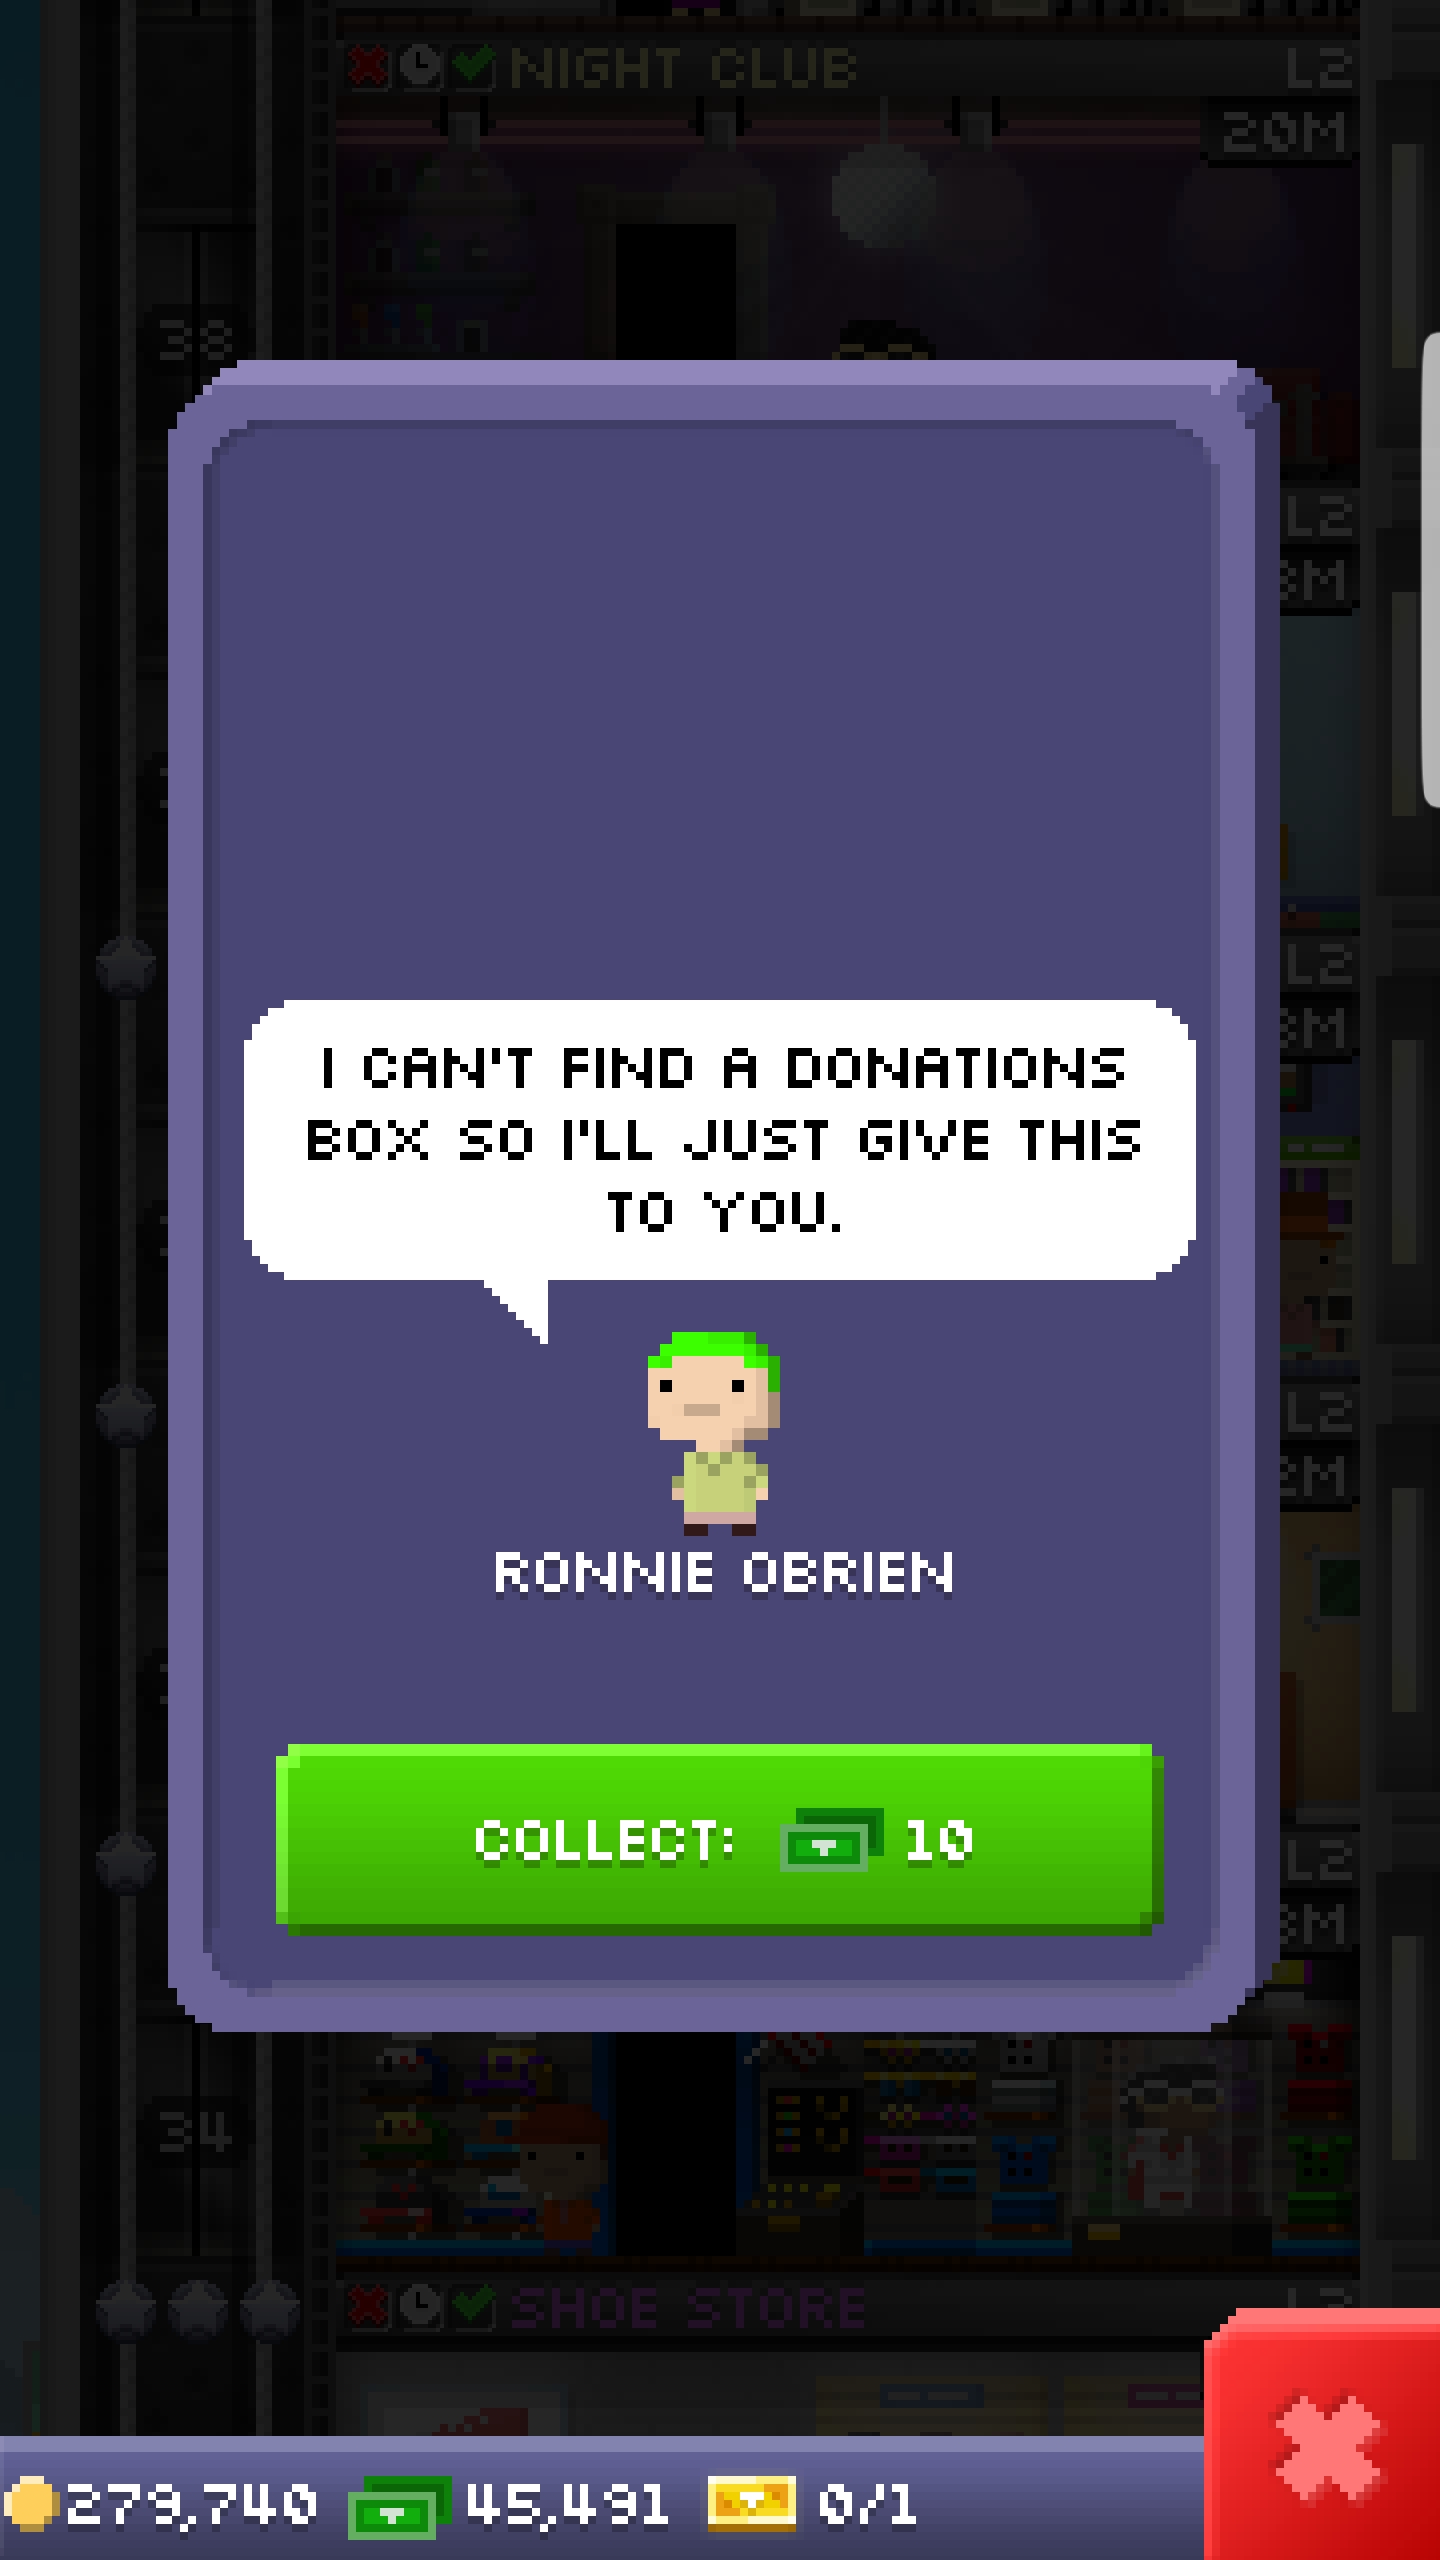 NIGHT CLUB L2
20M
38
L2
3M
L2
3M
I CAN'T FIND A DONATIONS
BOX SO I'LL JUST GIVE THIS
TO YOU.
L2
2M
RONNIE OBRIEN
COLLECT: 10
L2
3M
34
SHOE STORE
279,740 45,491 0/1